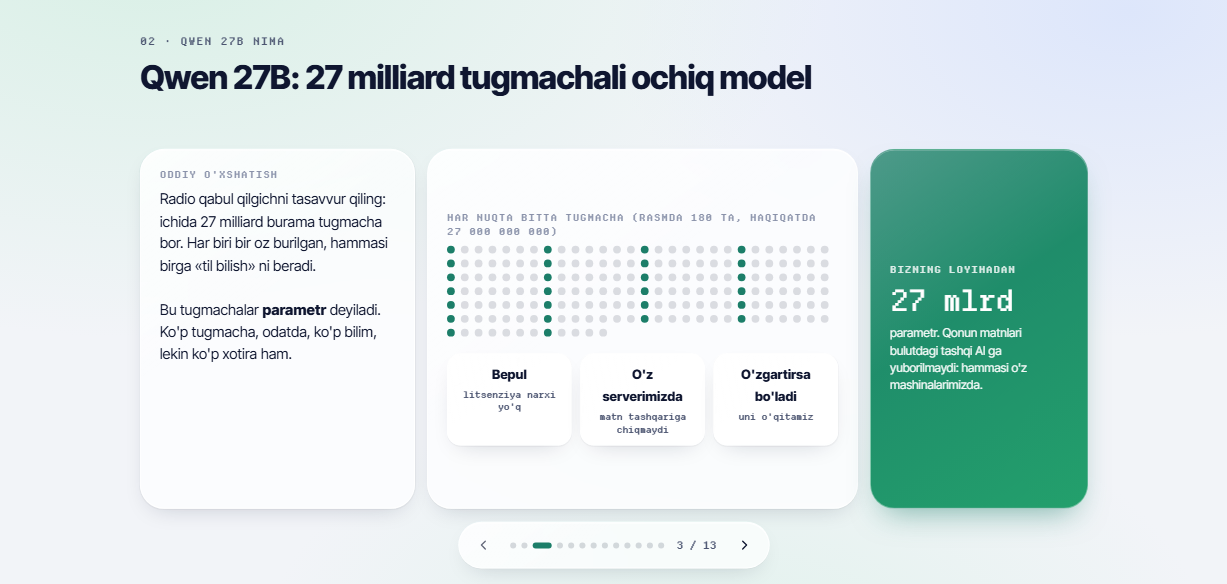 02 · QWEN 27B NIMA
Qwen 27B: 27 milliard tugmachali ochiq model
ODDIY O'XSHATISH
Radio qabul qilgichni tasavvur qiling:
ichida 27 milliard burama tugmacha
bor. Har biri bir oz burilgan, hammasi
birga «til bilish» ni beradi.
Bu tugmachalar parametr deyiladi.
Ko'p tugmacha, odatda, ko'p bilim,
lekin ko'p xotira ham.
HAR NUQTA BITTA TUGMACHA (RASMDA 180 TA, HAQIQATDA
27 000 000 000)
Bepul
litsenziya narxi
yo'q
O'z
serverimizda
matn tashqariga
chiqmaydi
O'zgartirsa
bo'ladi
uni o'qitamiz
BIZNING LOYIHADAN
27 mlrd
parametr. Qonun matnlari
bulutdagi tashqi AI ga
yuborilmaydi: hammasi o'z
mashinalarimizda.
3 / 13